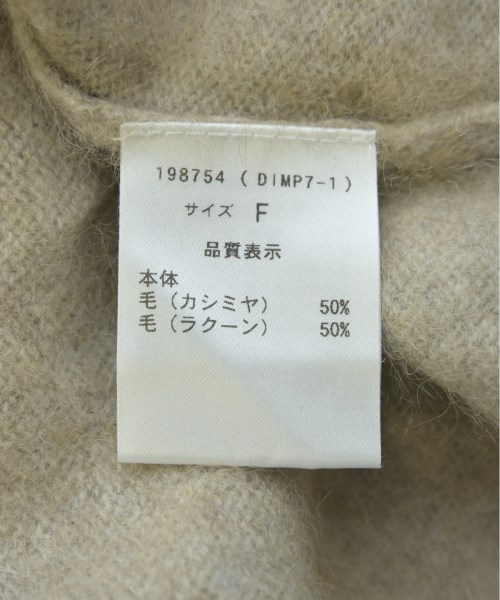 198754 ( DIMP7-1 )
サイズ F
品質表示
本体
毛（カシミヤ） 50%
毛（ラクーン） 50%